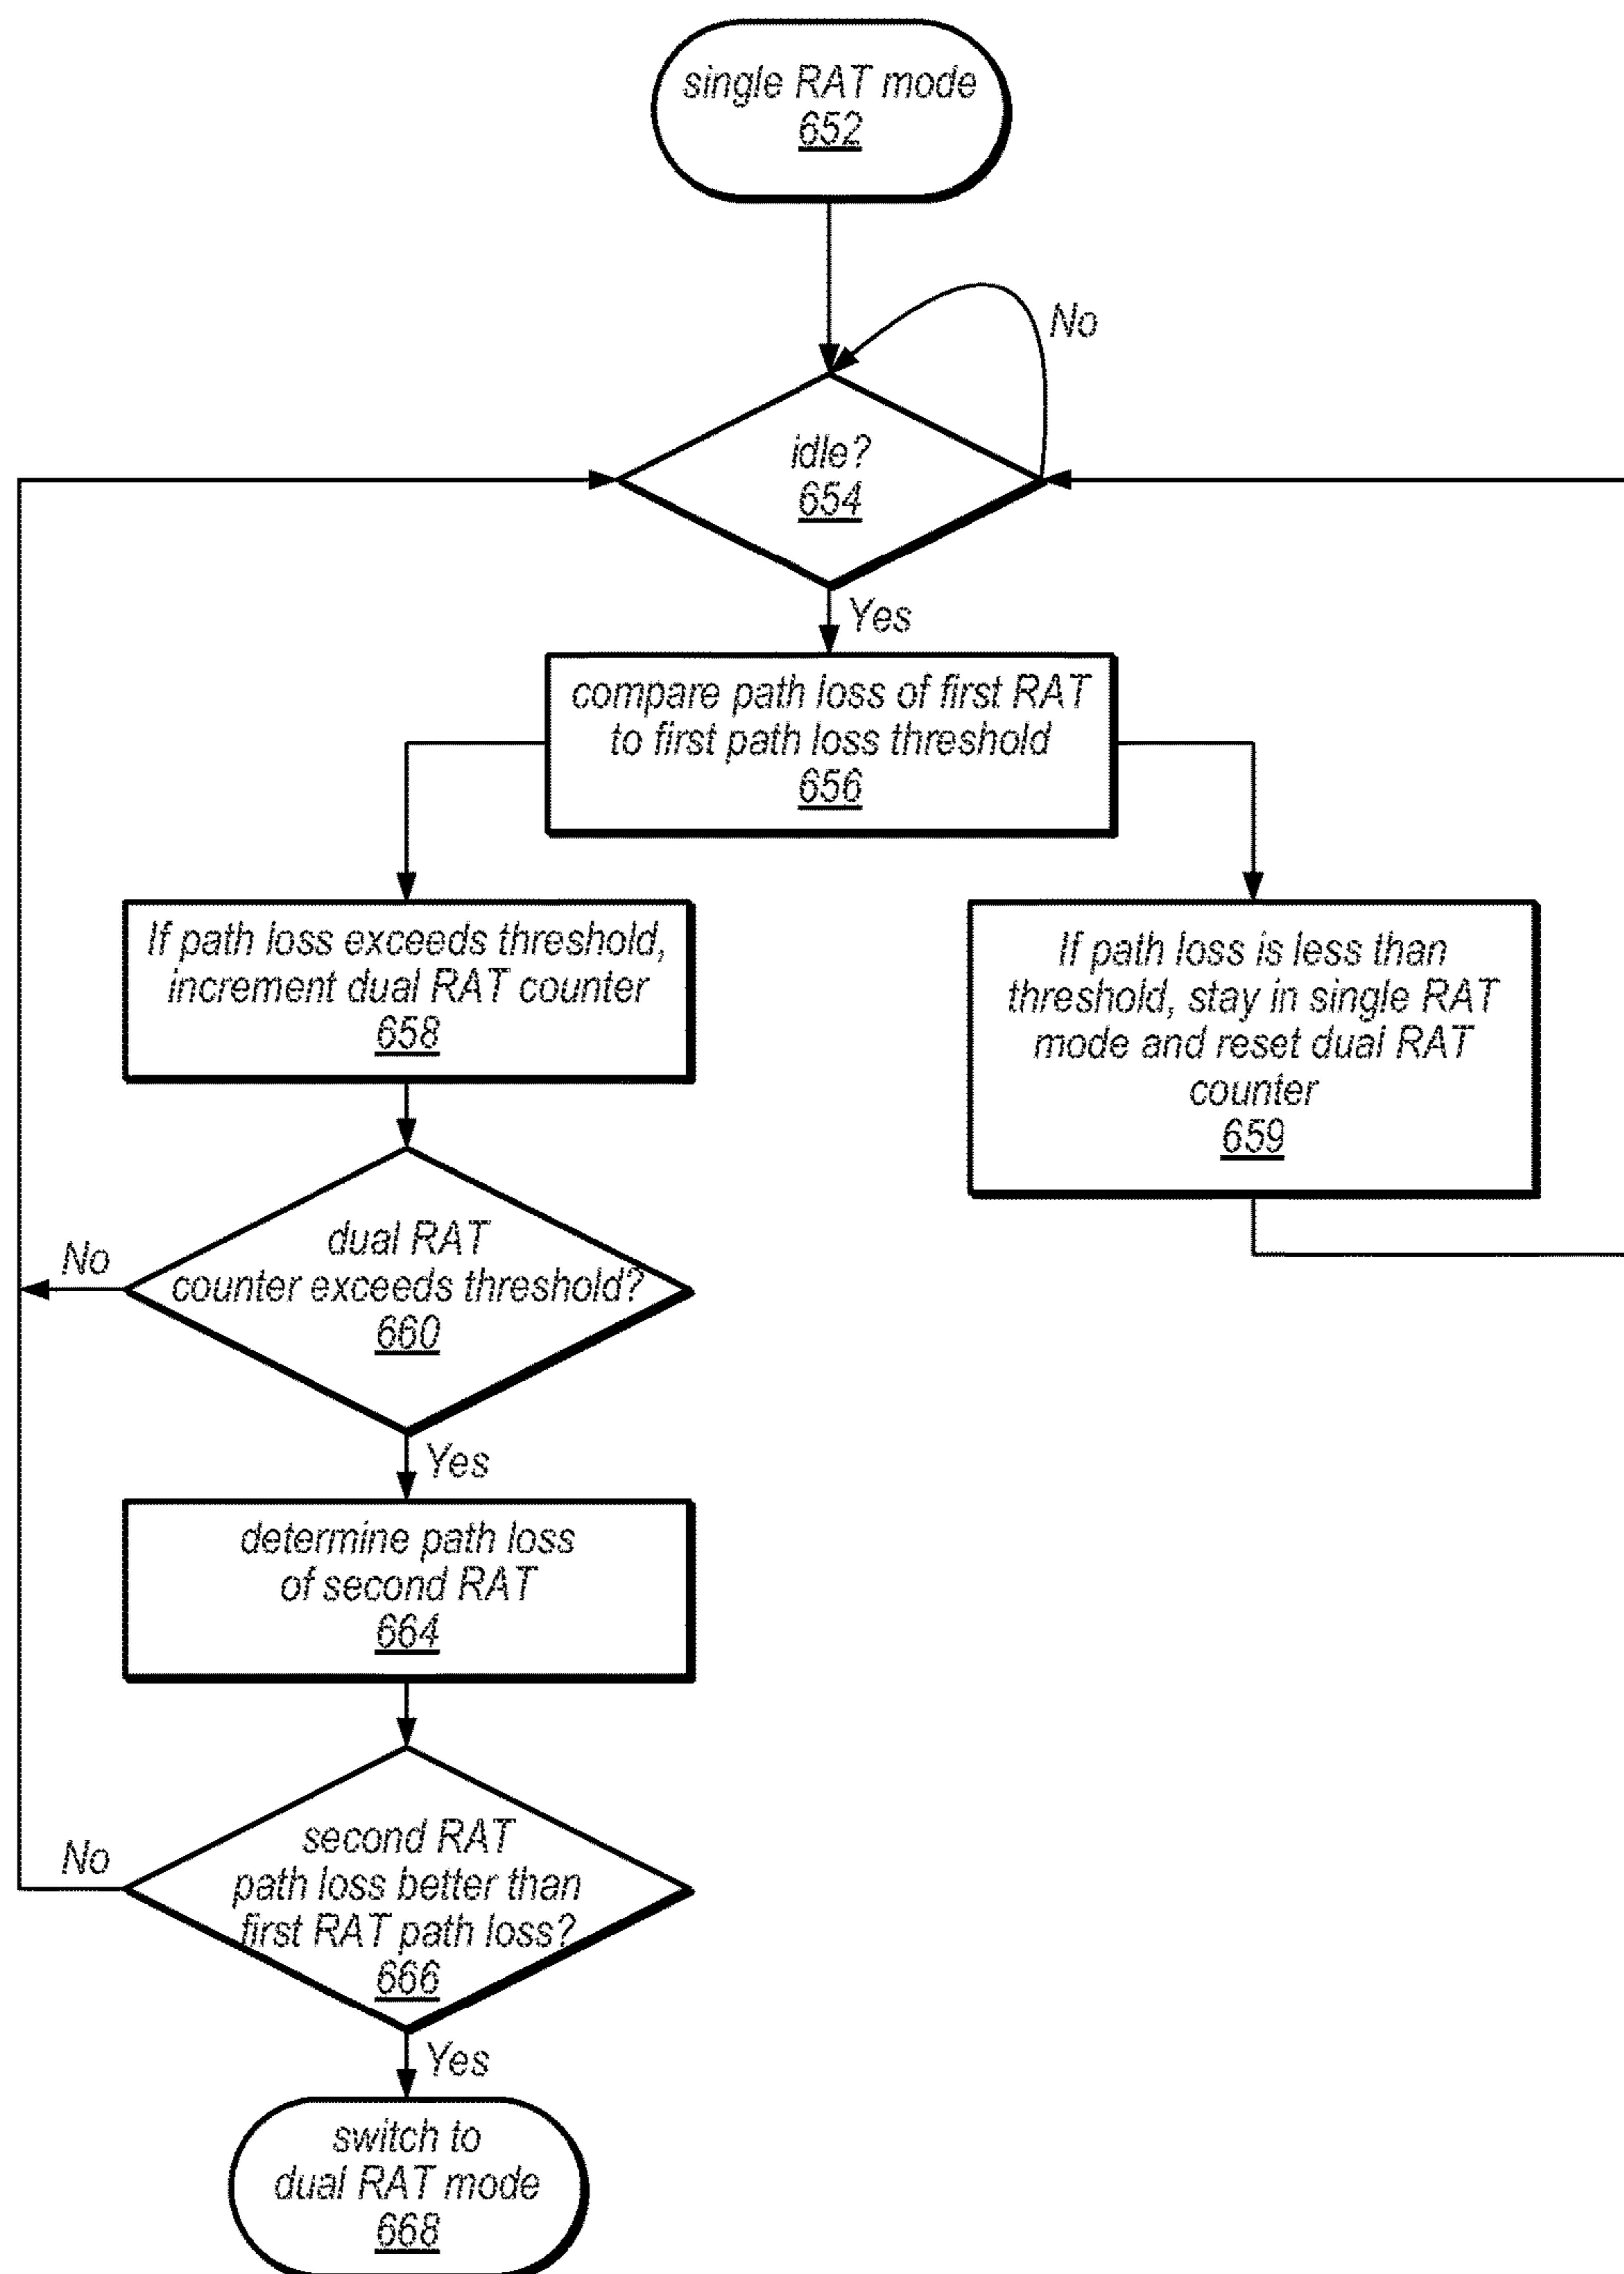 single RAT mode
652
No
idle?
654
Yes
compare path loss of first RAT
to first path loss threshold
656
If path loss exceeds threshold,
increment dual RAT counter
658
If path loss is less than
threshold, stay in single RAT
mode and reset dual RAT
counter
659
No
dual RAT
counter exceeds threshold?
660
Yes
determine path loss
of second RAT
664
No
second RAT
path loss better than
first RAT path loss?
666
Yes
switch to
dual RAT mode
668